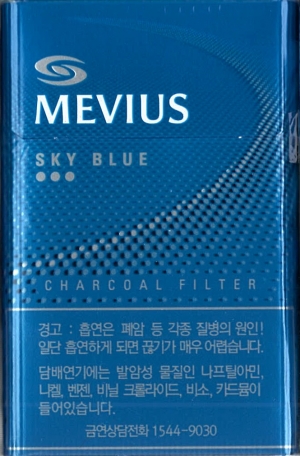 MEVIUS
SKY BLUE
CHARCOAL FILTER
경고 : 흡연은 폐암 등 각종 질병의 원인!
일단 흡연하게 되면 끊기가 매우 어렵습니다.
담배연기에는 발암성 물질인 나프틸아민,
니켈, 벤젠, 비닐 크롤라이드, 비소, 카드뮴이
들어있습니다.
금연상담전화 1544-9030